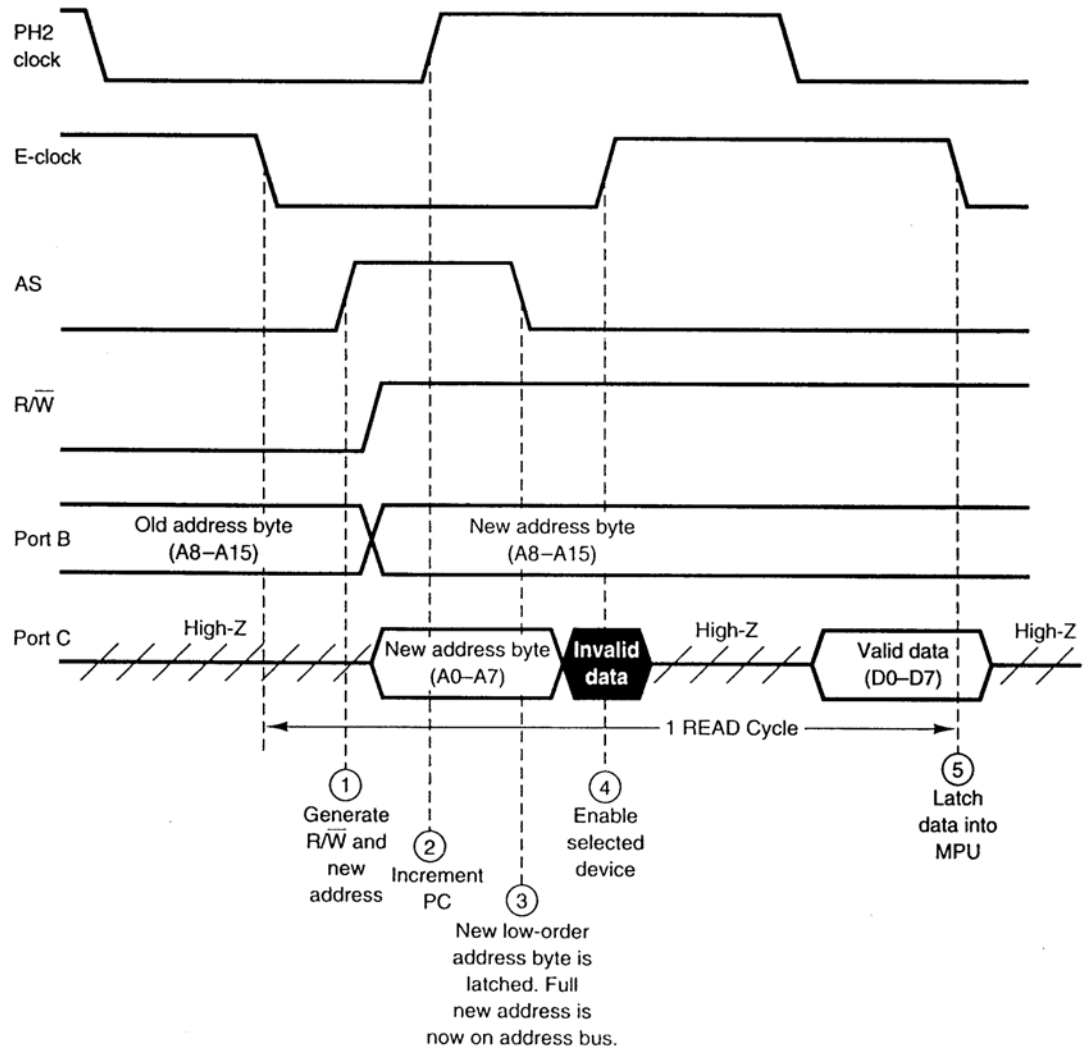 PH2
clock
E-clock
AS
R/W̅
Port B
Old address byte
(A8–A15)
New address byte
(A8–A15)
Port C
High-Z
New address byte
(A0–A7)
Invalid
data
High-Z
Valid data
(D0–D7)
High-Z
1 READ Cycle
1
Generate
R/W̅ and
new
address
2
Increment
PC
3
New low-order
address byte is
latched. Full
new address is
now on address bus.
4
Enable
selected
device
5
Latch
data into
MPU